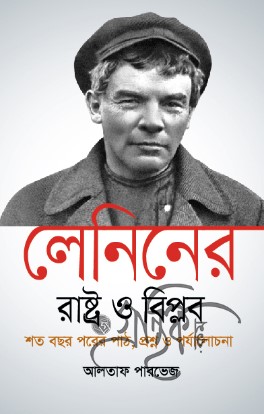 লেনিনের
রাষ্ট্র ও বিপ্লব
শত বছর পরের পাঠ, প্রশ্ন ও পর্যালোচনা
আলতাফ পারভেজ